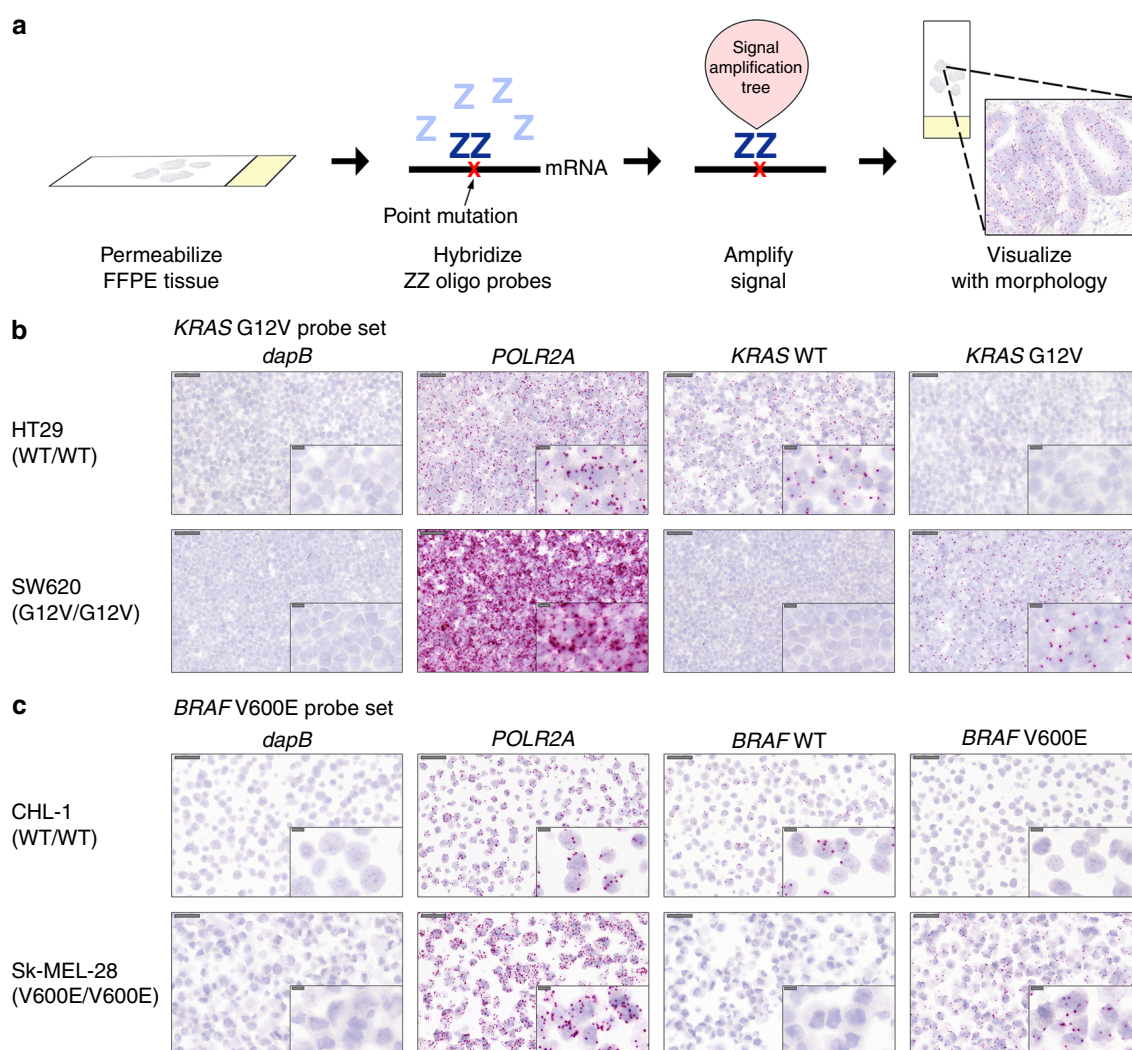 a
Signal
amplification
tree
Z Z Z Z
ZZ
ZZ
X
mRNA
X
Point mutation
Permeabilize
FFPE tissue
Hybridize
ZZ oligo probes
Amplify
signal
Visualize
with morphology
b
KRAS G12V probe set
dapB
POLR2A
KRAS WT
KRAS G12V
HT29
(WT/WT)
SW620
(G12V/G12V)
c
BRAF V600E probe set
dapB
POLR2A
BRAF WT
BRAF V600E
CHL-1
(WT/WT)
Sk-MEL-28
(V600E/V600E)